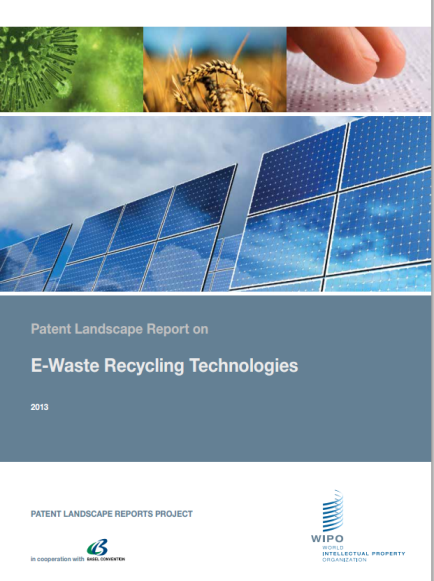 Patent Landscape Report on
E-Waste Recycling Technologies
2013
PATENT LANDSCAPE REPORTS PROJECT
in cooperation with BASEL CONVENTION
WIPO
WORLD
INTELLECTUAL PROPERTY
ORGANIZATION